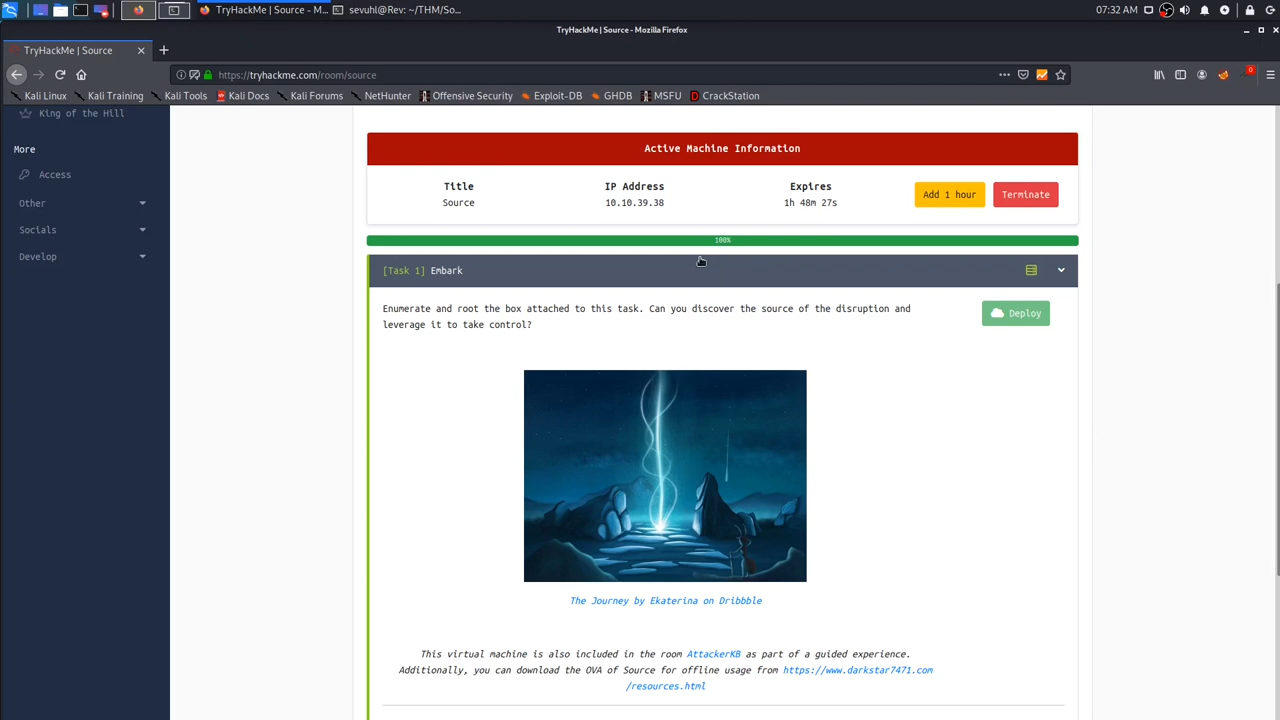 TryHackMe | Source - M...
sevuhl@Rev: ~/THM/So...
07:32 AM
TryHackMe | Source - Mozilla Firefox
TryHackMe | Source
https://tryhackme.com/room/source
0
Kali Linux
Kali Training
Kali Tools
Kali Docs
Kali Forums
NetHunter
Offensive Security
Exploit-DB
GHDB
MSFU
CrackStation
King of the Hill
More
Access
Other
Socials
Develop
Active Machine Information
Title
IP Address
Expires
Source
10.10.39.38
1h 48m 27s
Add 1 hour
Terminate
100%
[Task 1] Embark
Enumerate and root the box attached to this task. Can you discover the source of the disruption and
leverage it to take control?
Deploy
The Journey by Ekaterina on Dribbble
This virtual machine is also included in the room AttackerKB as part of a guided experience.
Additionally, you can download the OVA of Source for offline usage from https://www.darkstar7471.com
/resources.html